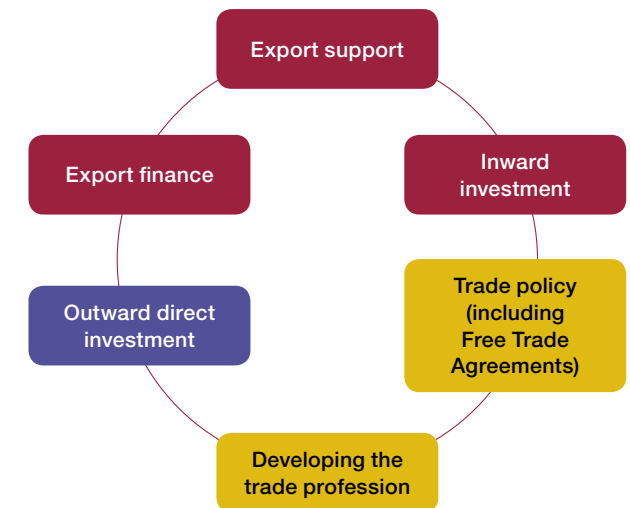 Export support
Export finance
Inward
investment
Outward direct
investment
Trade policy
(including
Free Trade
Agreements)
Developing the
trade profession